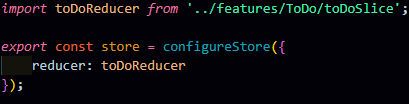 import toDoReducer from '../features/ToDo/toDoSlice';
export const store = configureStore({
    reducer: toDoReducer
});